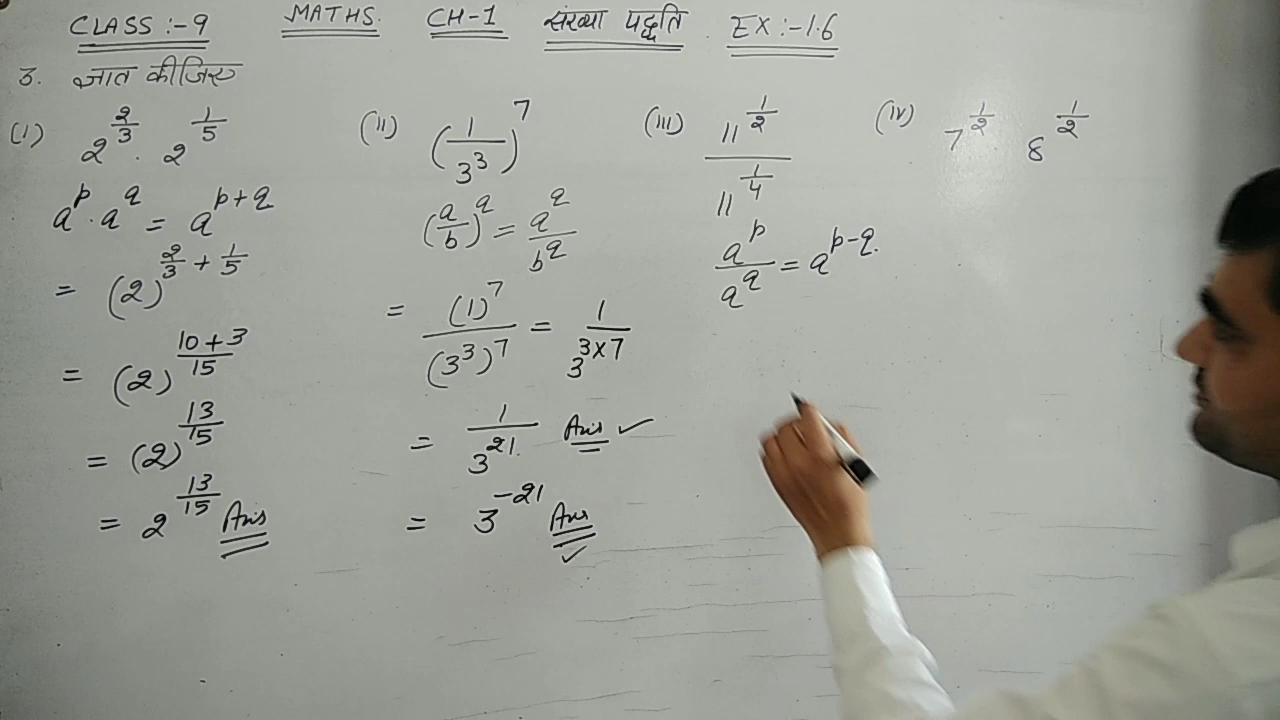 CLASS :-9 MATHS. CH-1 संख्या पद्धति EX :-1.6
3. ज्ञात कीजिए
(i) 2^{2/3} . 2^{1/5}
a^p . a^q = a^{p+q}
= (2)^{2/3 + 1/5}
= (2)^{(10+3)/15}
= (2)^{13/15}
= 2^{13/15} Ans
(ii) (1/3^3)^7
(a/b)^q = a^q/b^q
= (1)^7/(3^3)^7 = 1/3^{3×7}
= 1/3^{21}. Ans ✓
= 3^{-21} Ans ✓
(iii) 11^{1/2}/11^{1/4}
a^p/a^q = a^{p-q}.
(iv) 7^{1/2} . 8^{1/2}